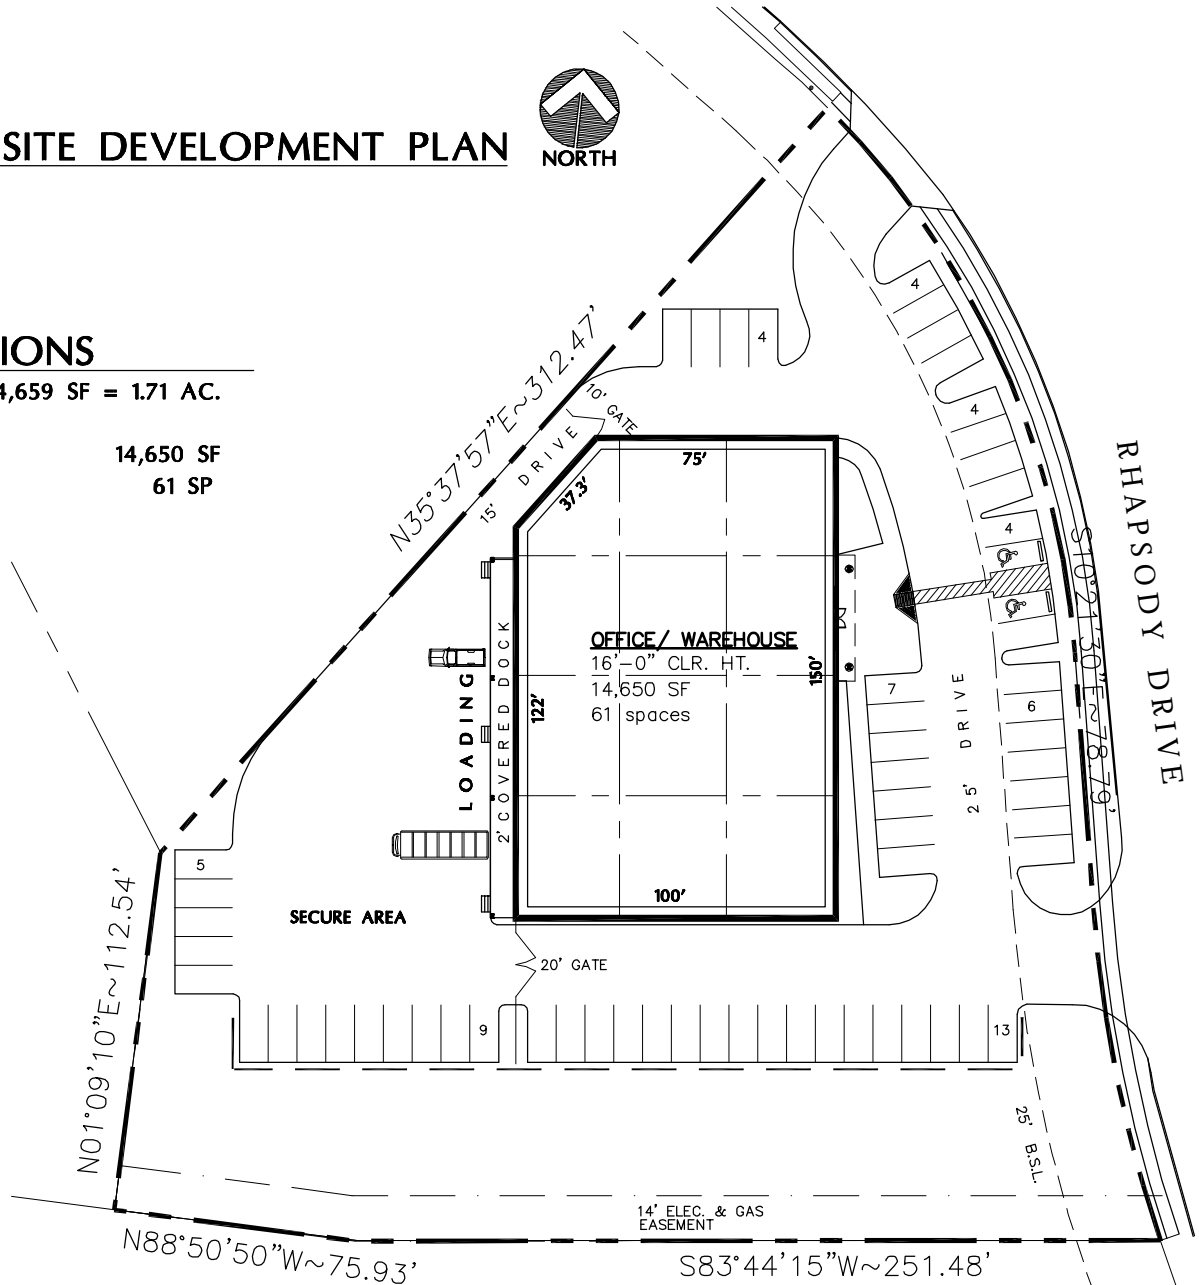 SITE DEVELOPMENT PLAN
NORTH
IONS
4,659 SF = 1.71 AC.
14,650 SF
61 SP
N35°37'57"E~312.47'
4
4
4
4
10' GATE
15' DRIVE
75'
37.3'
OFFICE/ WAREHOUSE
16'-0" CLR. HT.
14,650 SF
61 spaces
150'
122'
100'
2' COVERED DOCK
LOADING
7
25' DRIVE
6
S10°21'30"E~78.79'
RHAPSODY DRIVE
5
SECURE AREA
20' GATE
9
13
N01°09'10"E~112.54'
25' B.S.L.
14' ELEC. & GAS
EASEMENT
N88°50'50"W~75.93'
S83°44'15"W~251.48'